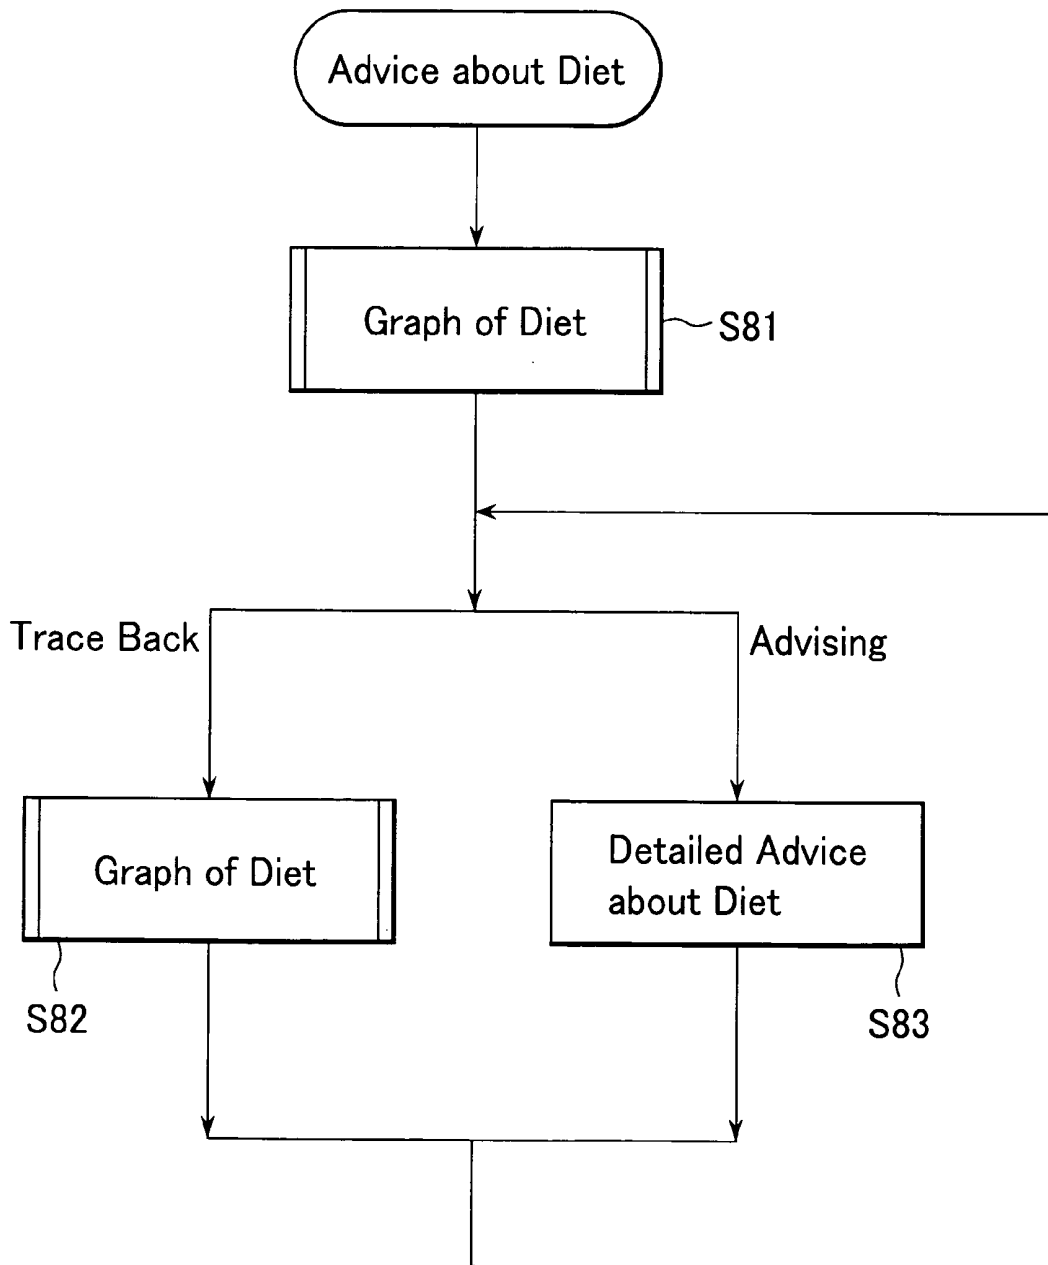 Advice about Diet
Graph of Diet
S81
Trace Back
Advising
Graph of Diet
Detailed Advice
about Diet
S82
S83